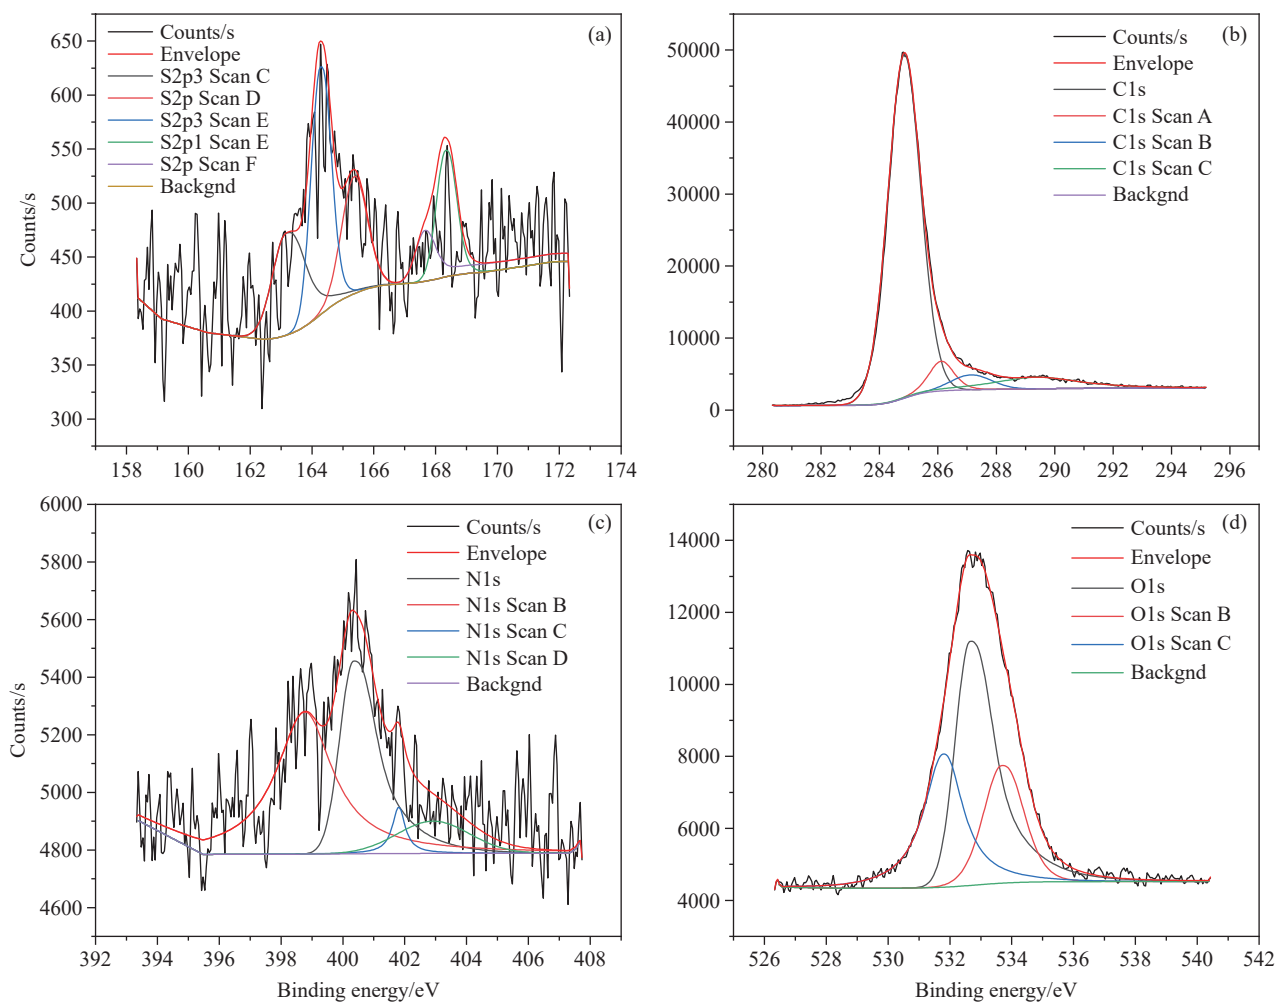 (a)
Counts/s
Envelope
S2p3 Scan C
S2p Scan D
S2p3 Scan E
S2p1 Scan E
S2p Scan F
Backgnd
650
600
550
500
450
400
350
300
Counts/s
158 160 162 164 166 168 170 172 174
(b)
Counts/s
Envelope
C1s
C1s Scan A
C1s Scan B
C1s Scan C
Backgnd
50000
40000
30000
20000
10000
0
280 282 284 286 288 290 292 294 296
(c)
Counts/s
Envelope
N1s
N1s Scan B
N1s Scan C
N1s Scan D
Backgnd
6000
5800
5600
5400
5200
5000
4800
4600
Counts/s
392 394 396 398 400 402 404 406 408
Binding energy/eV
(d)
Counts/s
Envelope
O1s
O1s Scan B
O1s Scan C
Backgnd
14000
12000
10000
8000
6000
4000
526 528 530 532 534 536 538 540 542
Binding energy/eV